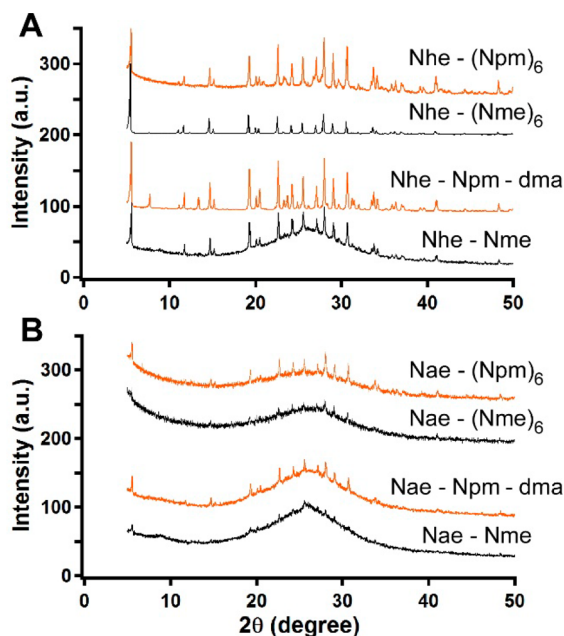 A
Intensity (a.u.)
300
200
100
0
Nhe - (Npm)6
Nhe - (Nme)6
Nhe - Npm - dma
Nhe - Nme
0 10 20 30 40 50
B
Intensity (a.u.)
300
200
100
0
Nae - (Npm)6
Nae - (Nme)6
Nae - Npm - dma
Nae - Nme
0 10 20 30 40 50
2θ (degree)